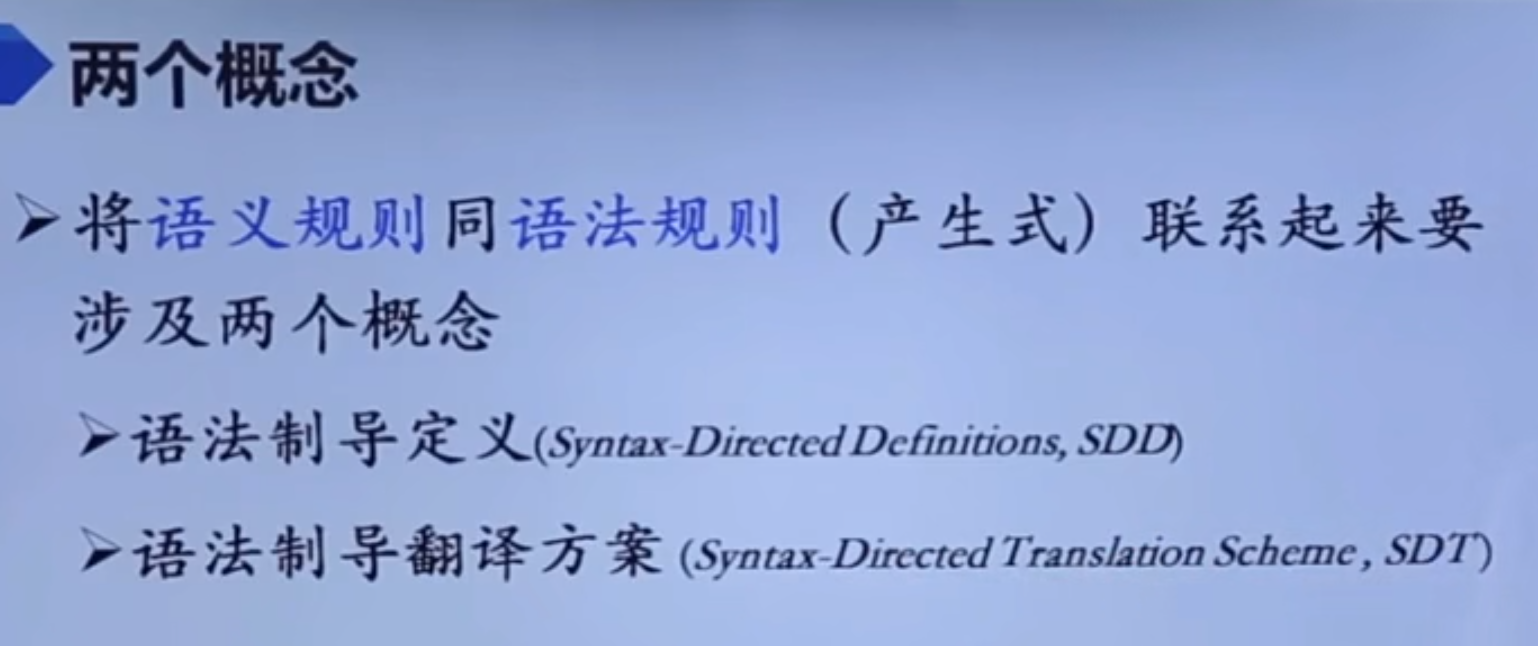 两个概念
将语义规则同语法规则（产生式）联系起来要
涉及两个概念
语法制导定义(Syntax-Directed Definitions, SDD)
语法制导翻译方案 (Syntax-Directed Translation Scheme , SDT)